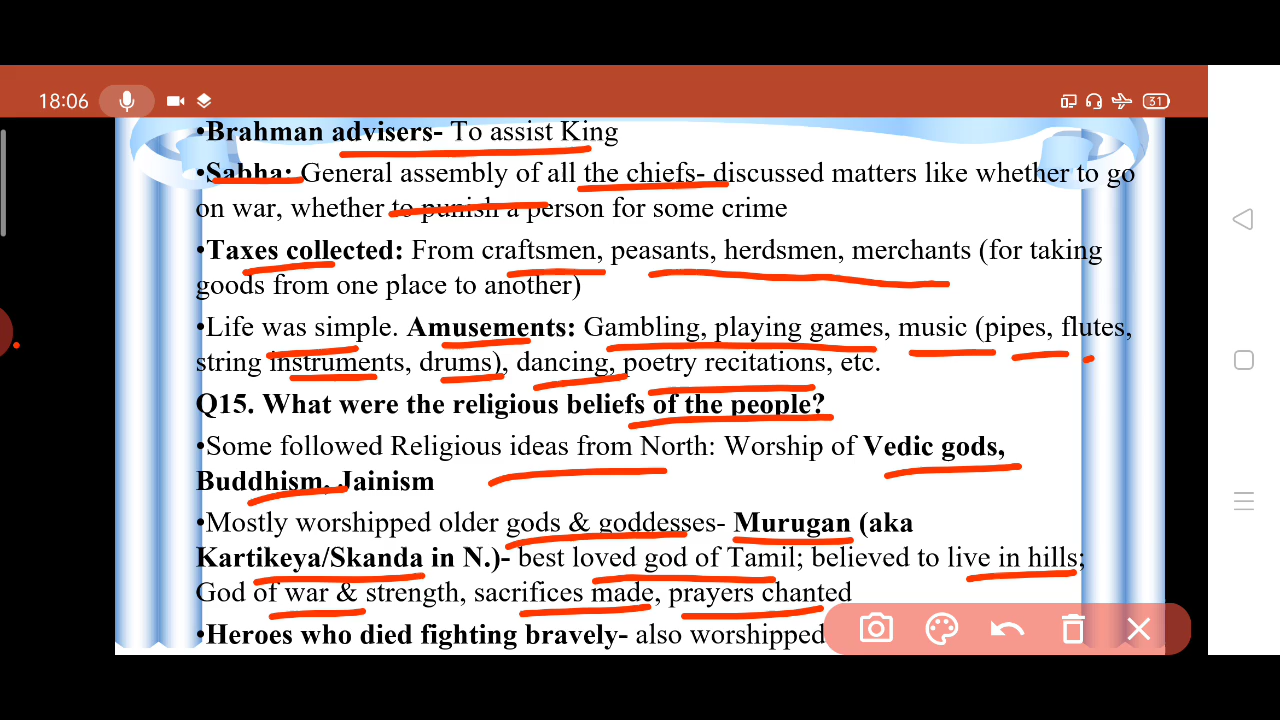 18:06
31
•Brahman advisers- To assist King
•Sabha: General assembly of all the chiefs- discussed matters like whether to go
on war, whether to punish a person for some crime
•Taxes collected: From craftsmen, peasants, herdsmen, merchants (for taking
goods from one place to another)
•Life was simple. Amusements: Gambling, playing games, music (pipes, flutes,
string instruments, drums), dancing, poetry recitations, etc.
Q15. What were the religious beliefs of the people?
•Some followed Religious ideas from North: Worship of Vedic gods,
Buddhism, Jainism
•Mostly worshipped older gods & goddesses- Murugan (aka
Kartikeya/Skanda in N.)- best loved god of Tamil; believed to live in hills;
God of war & strength, sacrifices made, prayers chanted
•Heroes who died fighting bravely- also worshipped